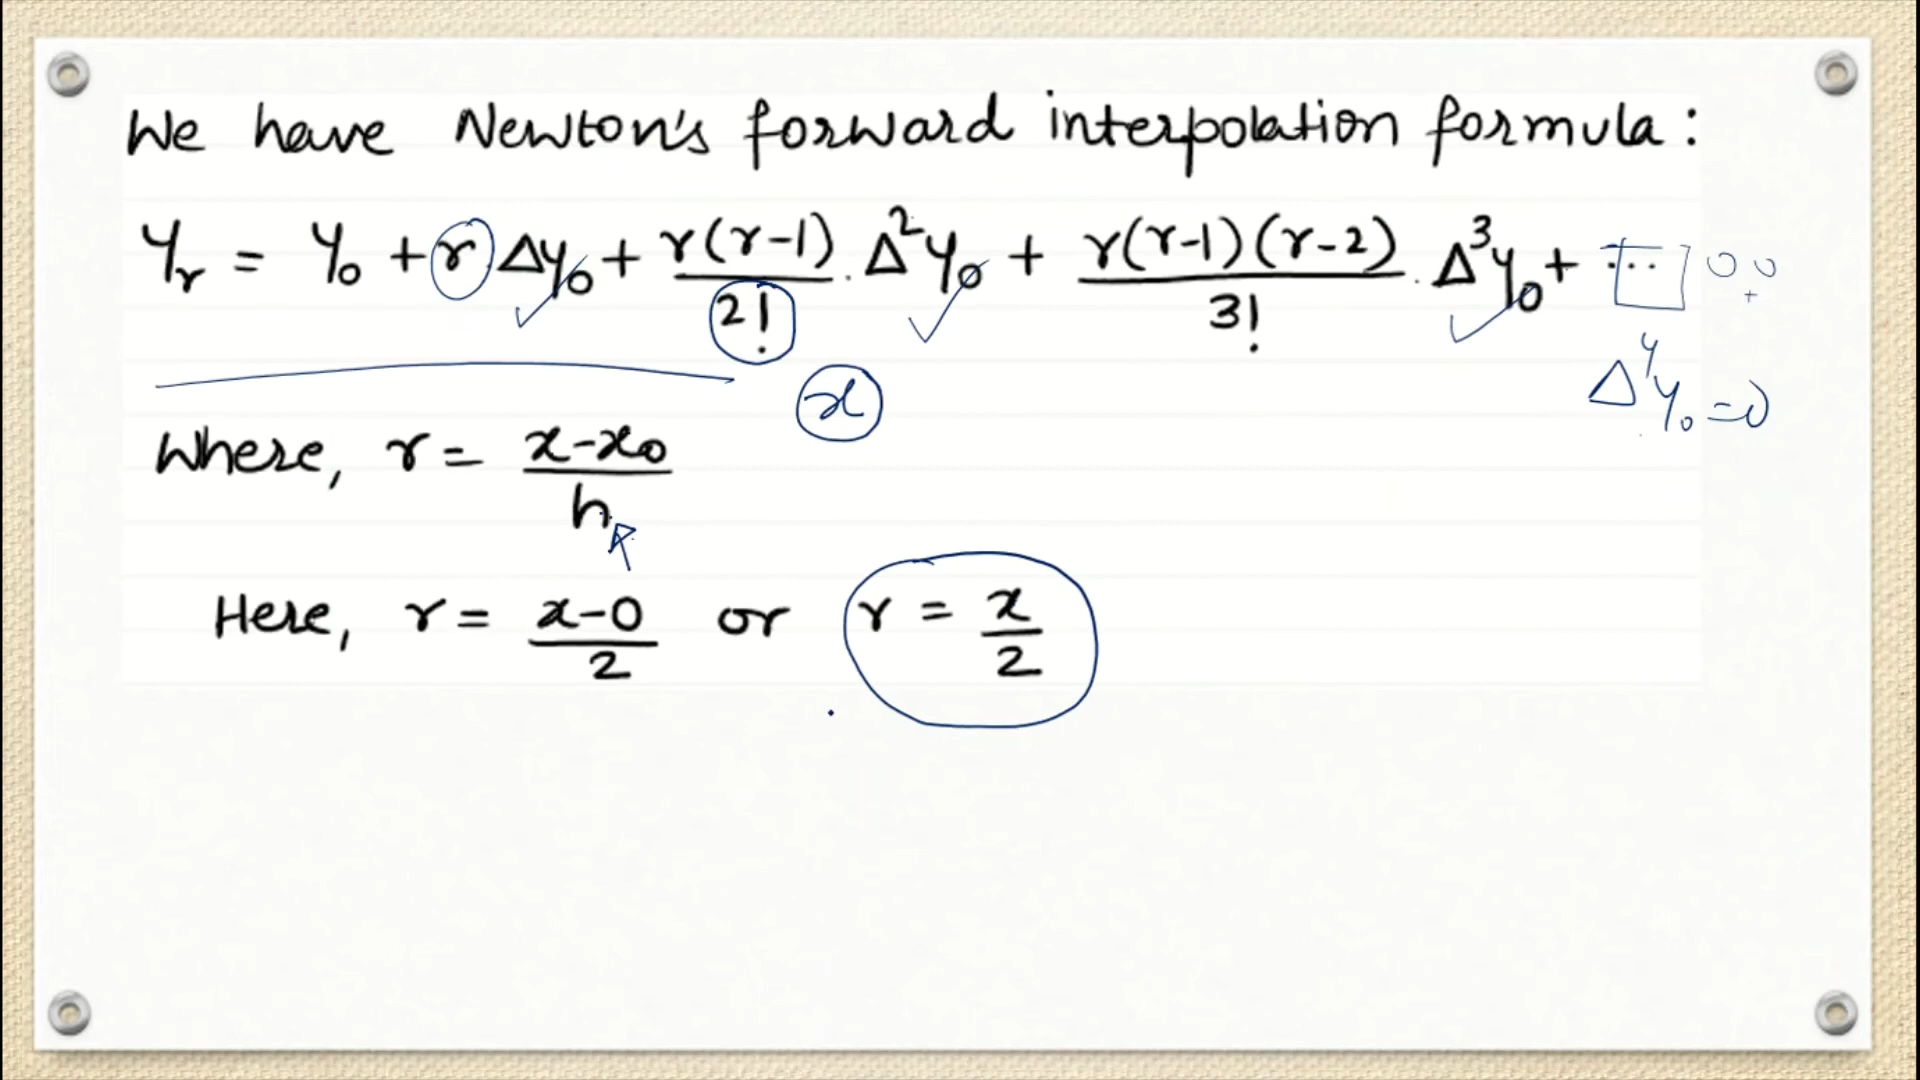 We have Newton's forward interpolation formula :
Yr = Y0 + r Δy0 + r(r-1)/2! . Δ²y0 + r(r-1)(r-2)/3! . Δ³y0 + ...
Δ⁴y0 = 0
x
Where, r = x-x0/h
Here, r = x-0/2 or r = x/2